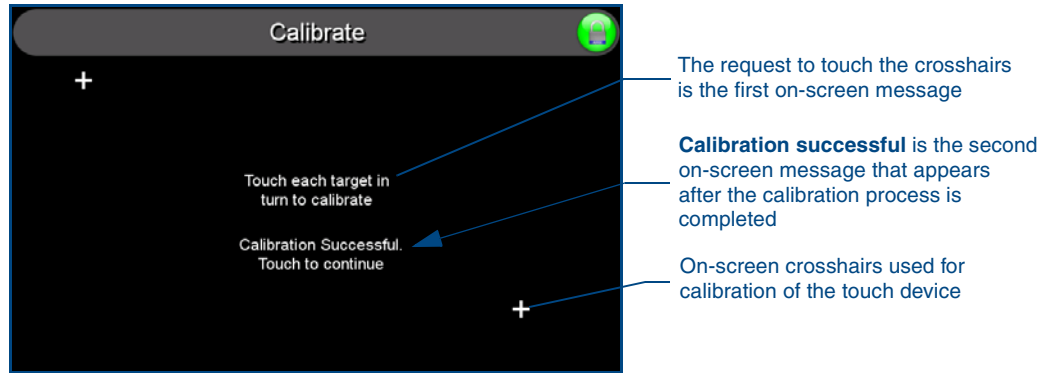 Calibrate
Touch each target in
turn to calibrate
Calibration Successful.
Touch to continue
The request to touch the crosshairs
is the first on-screen message
Calibration successful is the second
on-screen message that appears
after the calibration process is
completed
On-screen crosshairs used for
calibration of the touch device